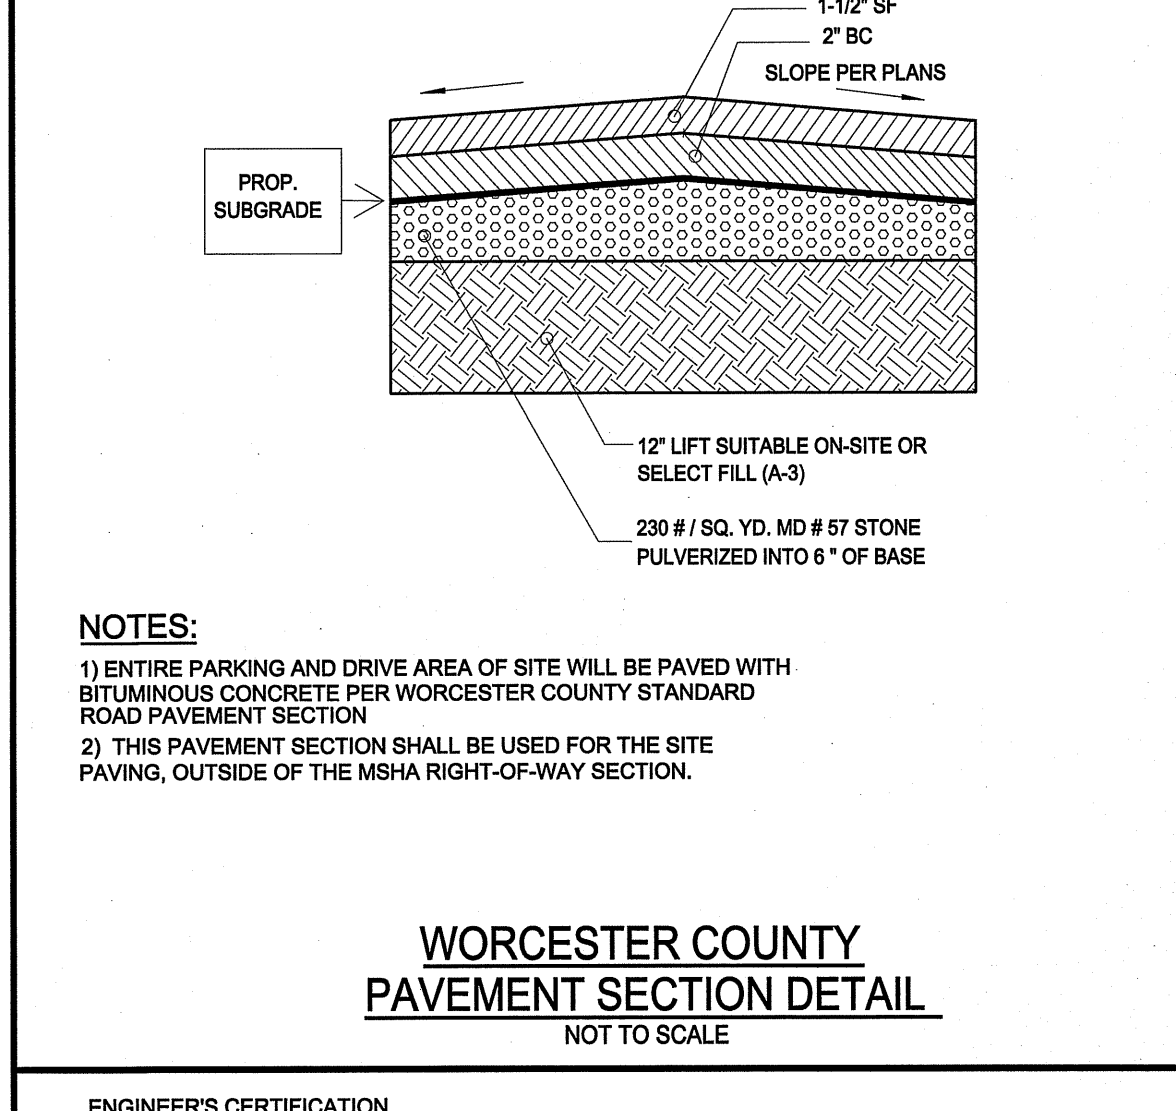 1-1/2" SF
2" BC
SLOPE PER PLANS
PROP.
SUBGRADE
12" LIFT SUITABLE ON-SITE OR
SELECT FILL (A-3)
230 # / SQ. YD. MD # 57 STONE
PULVERIZED INTO 6 " OF BASE
NOTES:
1) ENTIRE PARKING AND DRIVE AREA OF SITE WILL BE PAVED WITH
BITUMINOUS CONCRETE PER WORCESTER COUNTY STANDARD
ROAD PAVEMENT SECTION
2) THIS PAVEMENT SECTION SHALL BE USED FOR THE SITE
PAVING, OUTSIDE OF THE MSHA RIGHT-OF-WAY SECTION.
WORCESTER COUNTY
PAVEMENT SECTION DETAIL
NOT TO SCALE
ENGINEER'S CERTIFICATION